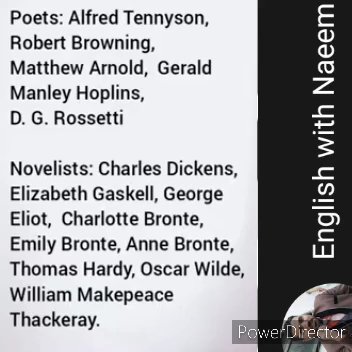 Poets: Alfred Tennyson,
Robert Browning,
Matthew Arnold,  Gerald
Manley Hoplins,
D. G. Rossetti
Novelists: Charles Dickens,
Elizabeth Gaskell, George
Eliot,  Charlotte Bronte,
Emily Bronte, Anne Bronte,
Thomas Hardy, Oscar Wilde,
William Makepeace
Thackeray.
English with Naeem
PowerDirector